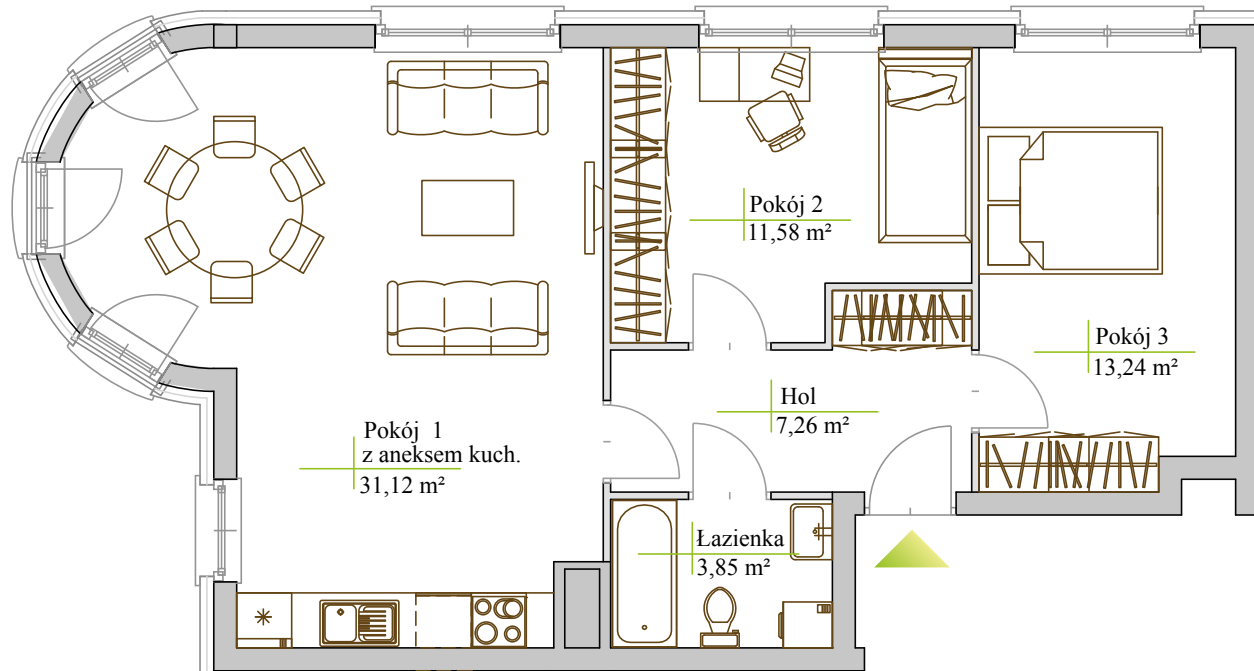 Pokój 2
11,58 m²
Pokój 3
13,24 m²
Hol
7,26 m²
Pokój 1
z aneksem kuch.
31,12 m²
Łazienka
3,85 m²